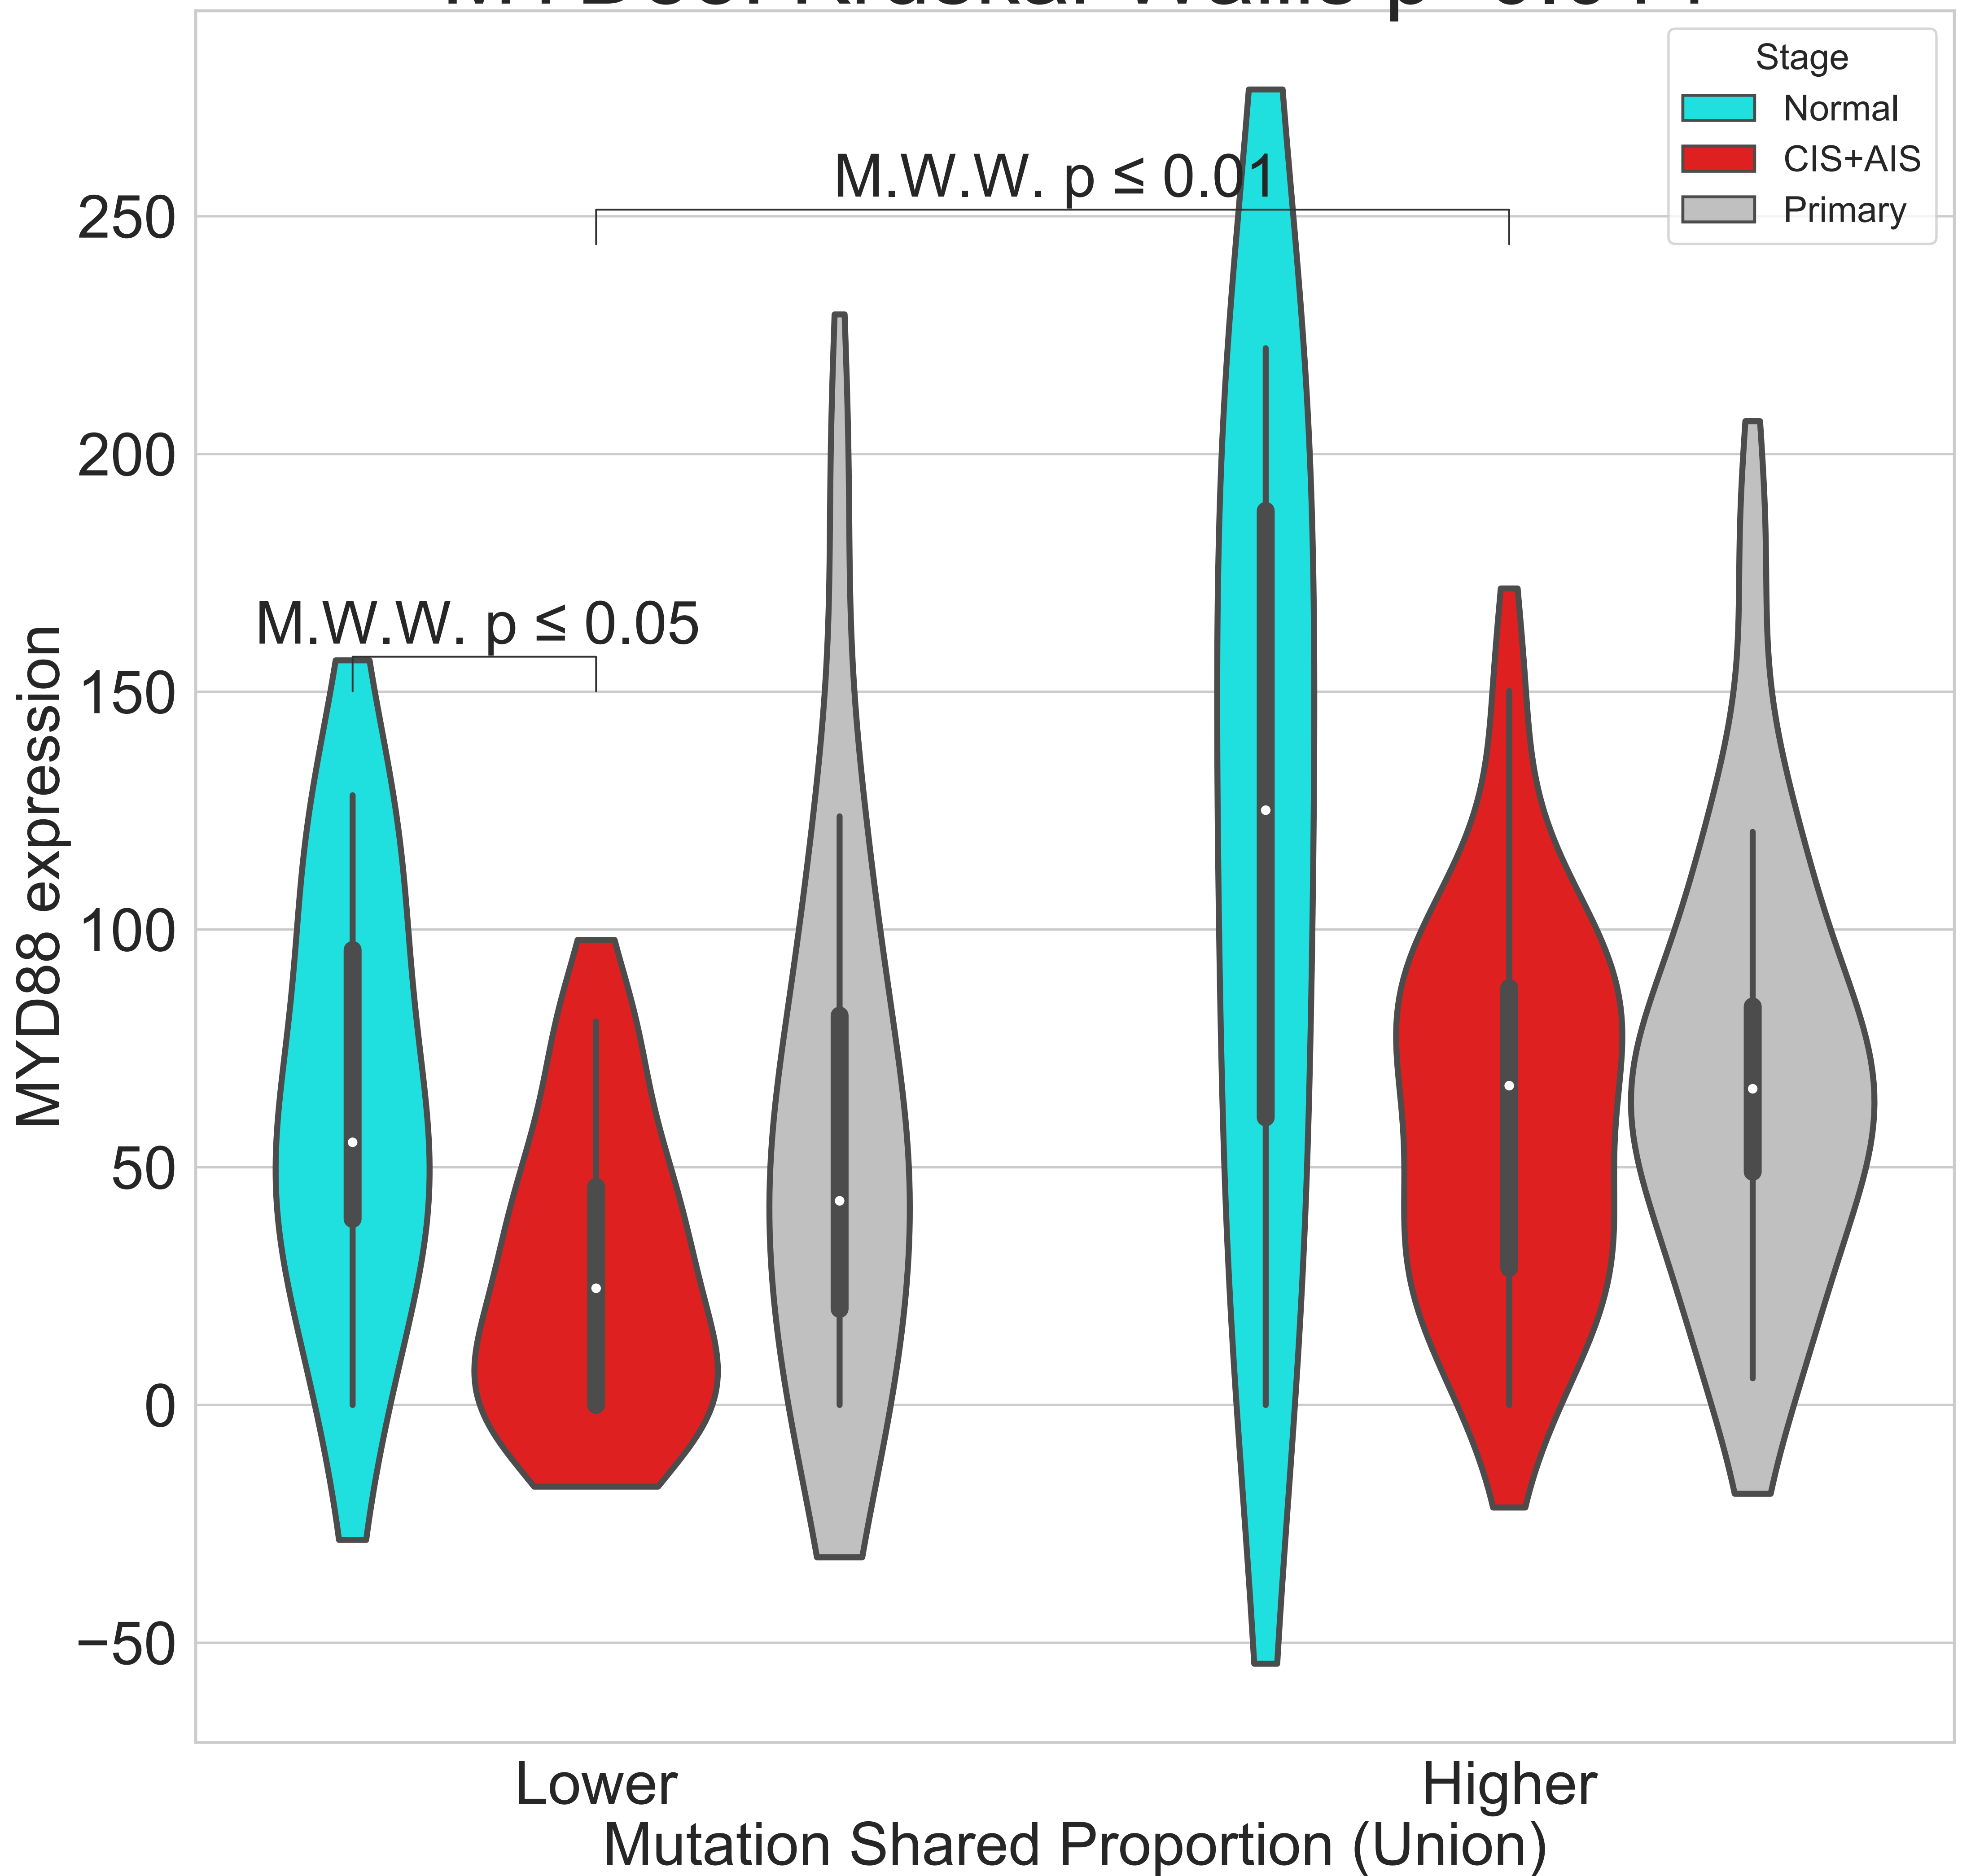 Stage
Normal
CIS+AIS
Primary
M.W.W. p ≤ 0.01
M.W.W. p ≤ 0.05
MYD88 expression
250
200
150
100
50
0
−50
Lower
Higher
Mutation Shared Proportion (Union)